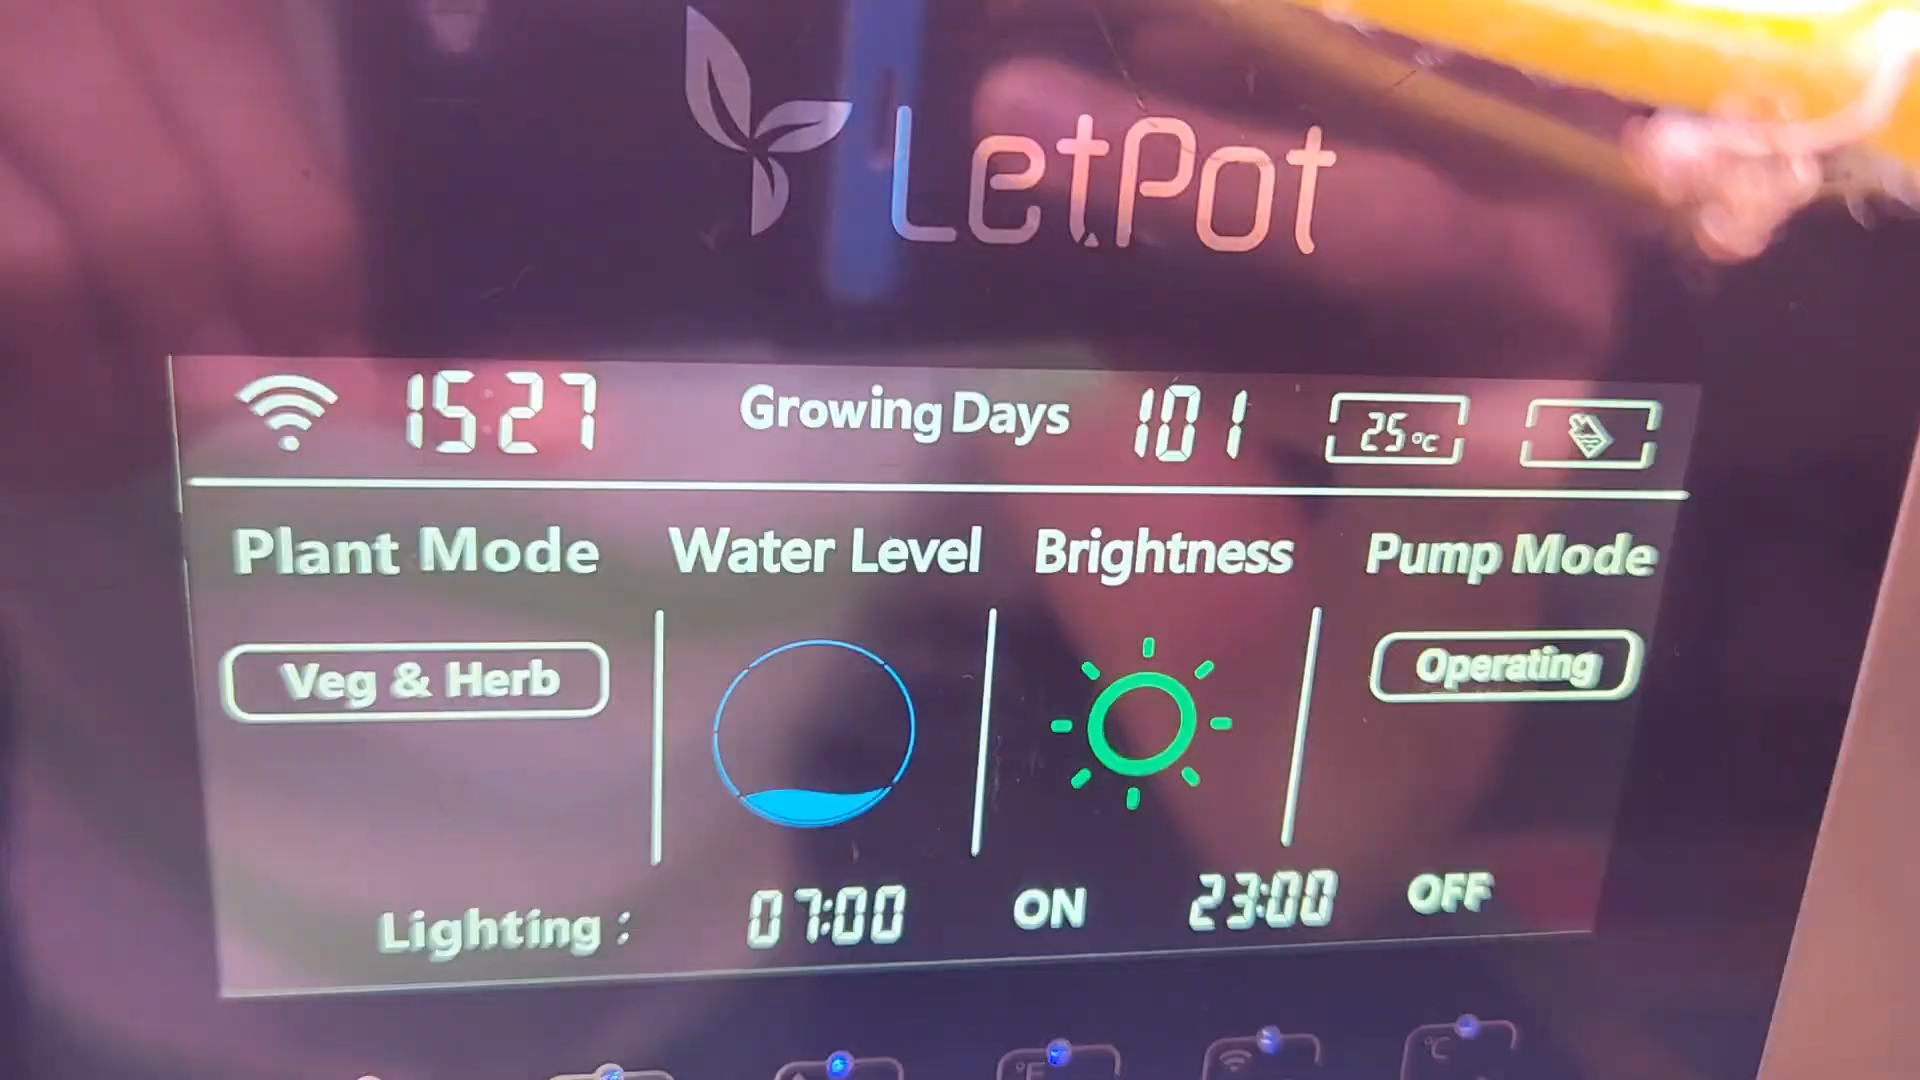 LetPot
15:27 Growing Days 101 25°C
Plant Mode Water Level Brightness Pump Mode
Veg & Herb Operating
Lighting : 07:00 ON 23:00 OFF
°F °C